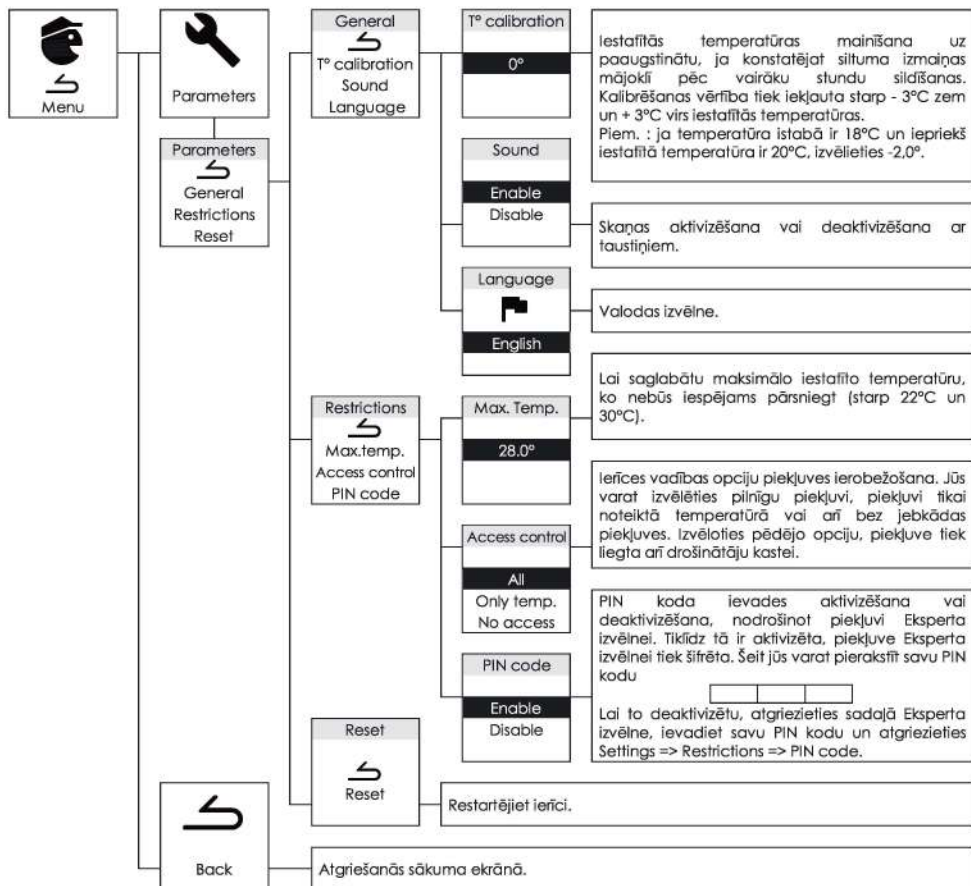 Menu
Parameters
Parameters
General
Restrictions
Reset
General
T° calibration
Sound
Language
T° calibration
0°
Iestatītās temperatūras mainīšana uz
paaugstinātu, ja konstatējat siltuma izmaiņas
mājoklī pēc vairāku stundu sildīšanas.
Kalibrēšanas vērtība tiek iekļauta starp - 3°C zem
un + 3°C virs iestatītās temperatūras.
Piem. : ja temperatūra istabā ir 18°C un iepriekš
iestatītā temperatūra ir 20°C, izvēlieties -2,0°.
Sound
Enable
Disable
Skaņas aktivizēšana vai deaktivizēšana ar
taustiņiem.
Language
English
Valodas izvēlne.
Restrictions
Max.temp.
Access control
PIN code
Max. Temp.
28.0°
Lai saglabātu maksimālo iestatīto temperatūru,
ko nebūs iespējams pārsniegt (starp 22°C un
30°C).
Access control
All
Only temp.
No access
Ierīces vadības opciju piekļuves ierobežošana. Jūs
varat izvēlēties pilnīgu piekļuvi, piekļuvi tikai
noteiktā temperatūrā vai arī bez jebkādas
piekļuves. Izvēloties pēdējo opciju, piekļuve tiek
liegta arī drošinātāju kastei.
PIN code
Enable
Disable
PIN koda ievades aktivizēšana vai
deaktivizēšana, nodrošinot piekļuvi Eksperta
izvēlnei. Tiklīdz tā ir aktivizēta, piekļuve Eksperta
izvēlnei tiek šifrēta. Šeit jūs varat pierakstīt savu PIN
kodu
Lai to deaktivizētu, atgriezieties sadaļā Eksperta
izvēlne, ievadiet savu PIN kodu un atgriezieties
Settings => Restrictions => PIN code.
Reset
Reset
Restartējiet ierīci.
Back
Atgriešanās sākuma ekrānā.